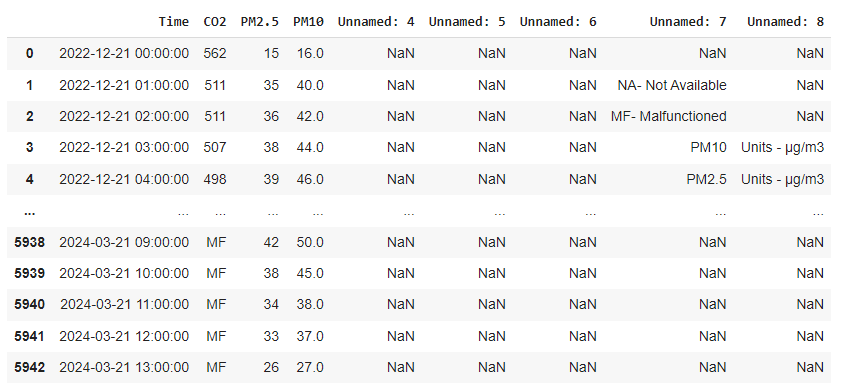 Time CO2 PM2.5 PM10 Unnamed: 4 Unnamed: 5 Unnamed: 6 Unnamed: 7 Unnamed: 8
0 2022-12-21 00:00:00 562 15 16.0 NaN NaN NaN NaN NaN
1 2022-12-21 01:00:00 511 35 40.0 NaN NaN NaN NA- Not Available NaN
2 2022-12-21 02:00:00 511 36 42.0 NaN NaN NaN MF- Malfunctioned NaN
3 2022-12-21 03:00:00 507 38 44.0 NaN NaN NaN PM10 Units - µg/m3
4 2022-12-21 04:00:00 498 39 46.0 NaN NaN NaN PM2.5 Units - µg/m3
... ... ... ... ... ... ... ... ... ...
5938 2024-03-21 09:00:00 MF 42 50.0 NaN NaN NaN NaN NaN
5939 2024-03-21 10:00:00 MF 38 45.0 NaN NaN NaN NaN NaN
5940 2024-03-21 11:00:00 MF 34 38.0 NaN NaN NaN NaN NaN
5941 2024-03-21 12:00:00 MF 33 37.0 NaN NaN NaN NaN NaN
5942 2024-03-21 13:00:00 MF 26 27.0 NaN NaN NaN NaN NaN